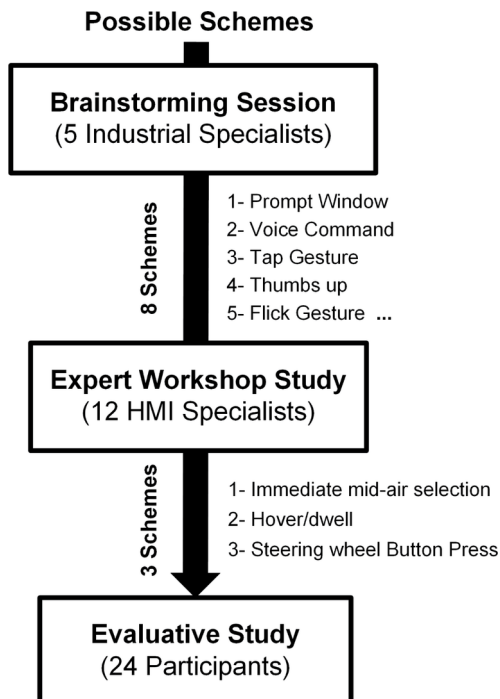 Possible Schemes
Brainstorming Session
(5 Industrial Specialists)
8 Schemes
1- Prompt Window
2- Voice Command
3- Tap Gesture
4- Thumbs up
5- Flick Gesture ...
Expert Workshop Study
(12 HMI Specialists)
3 Schemes
1- Immediate mid-air selection
2- Hover/dwell
3- Steering wheel Button Press
Evaluative Study
(24 Participants)